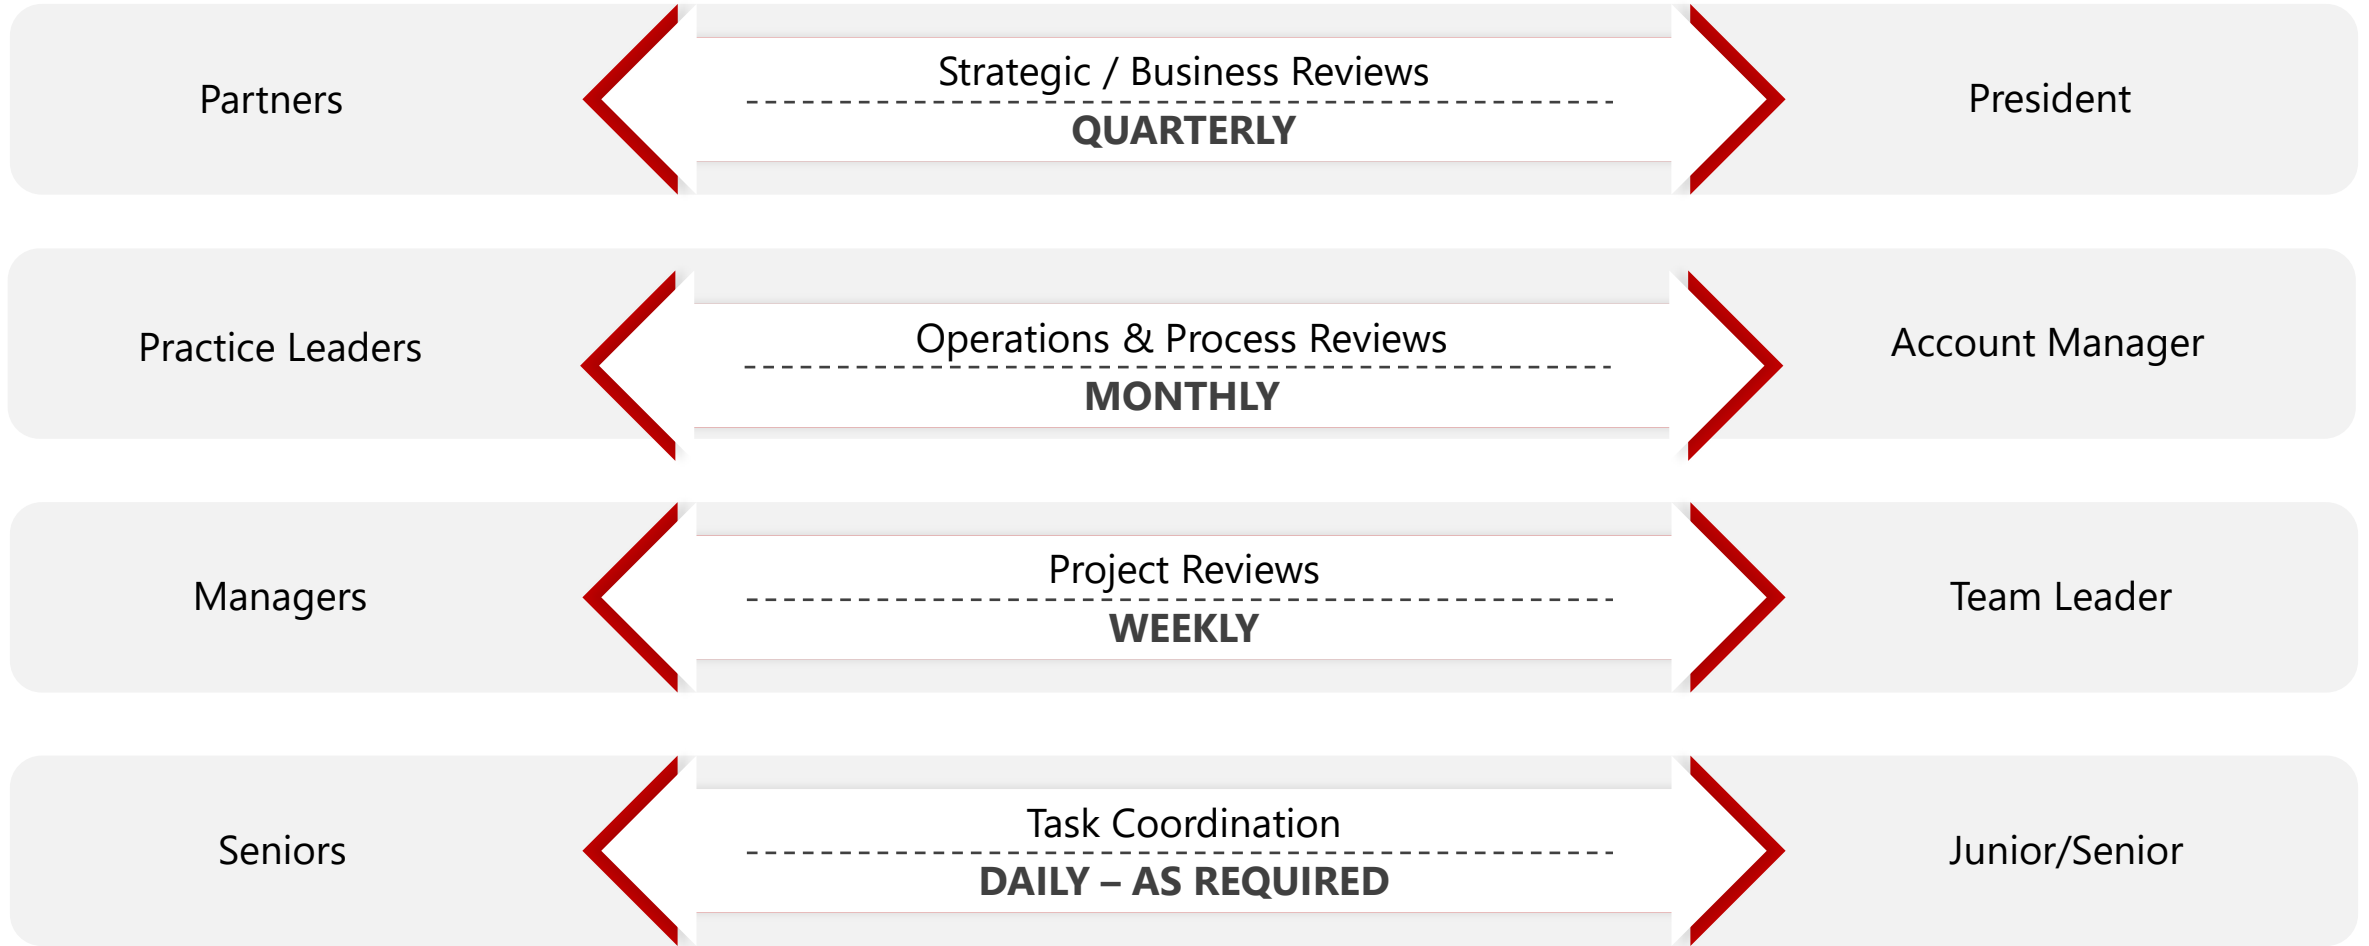 Partners
Strategic / Business Reviews
QUARTERLY
President
Practice Leaders
Operations & Process Reviews
MONTHLY
Account Manager
Managers
Project Reviews
WEEKLY
Team Leader
Seniors
Task Coordination
DAILY – AS REQUIRED
Junior/Senior